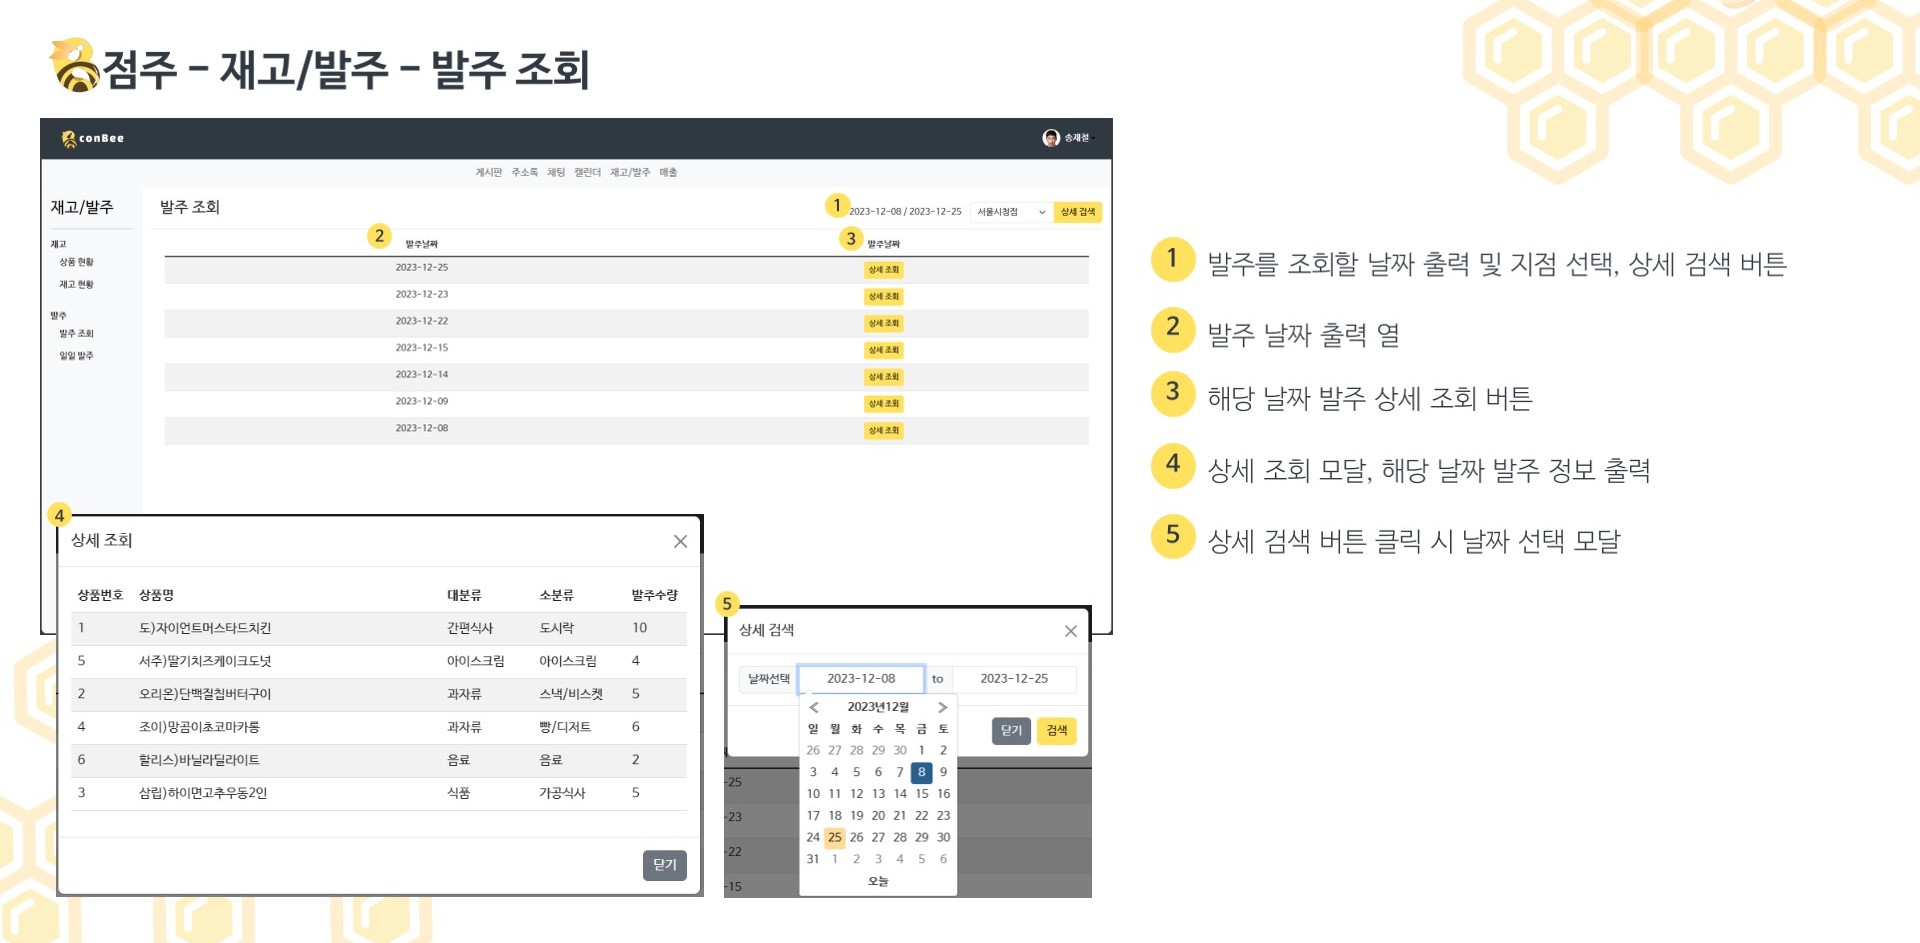 점주 - 재고/발주 - 발주 조회
conBee
송재철
게시판 주소록 채팅 캘린더 재고/발주 매출
재고/발주
재고
상품 현황
재고 현황
발주
발주 조회
일일 발주
발주 조회
1 2023-12-08 / 2023-12-25 서울시청점 상세 검색
2 발주날짜 3 발주날짜
2023-12-25 상세 조회
2023-12-23 상세 조회
2023-12-22 상세 조회
2023-12-15 상세 조회
2023-12-14 상세 조회
2023-12-09 상세 조회
2023-12-08 상세 조회
4
상세 조회
상품번호 상품명 대분류 소분류 발주수량
1 도)자이언트머스타드치킨 간편식사 도시락 10
5 서주)딸기치즈케이크도넛 아이스크림 아이스크림 4
2 오리온)단백질칩버터구이 과자류 스낵/비스켓 5
4 조이)망곰이초코마카롱 과자류 빵/디저트 6
6 할리스)바닐라딜라이트 음료 음료 2
3 삼립)하이면고추우동2인 식품 가공식사 5
닫기
5
상세 검색
날짜선택 2023-12-08 to 2023-12-25
2023년12월
일 월 화 수 목 금 토
26 27 28 29 30 1 2
3 4 5 6 7 8 9
10 11 12 13 14 15 16
17 18 19 20 21 22 23
24 25 26 27 28 29 30
31 1 2 3 4 5 6
오늘
닫기 검색
-25
-23
-22
-15
1 발주를 조회할 날짜 출력 및 지점 선택, 상세 검색 버튼
2 발주 날짜 출력 열
3 해당 날짜 발주 상세 조회 버튼
4 상세 조회 모달, 해당 날짜 발주 정보 출력
5 상세 검색 버튼 클릭 시 날짜 선택 모달